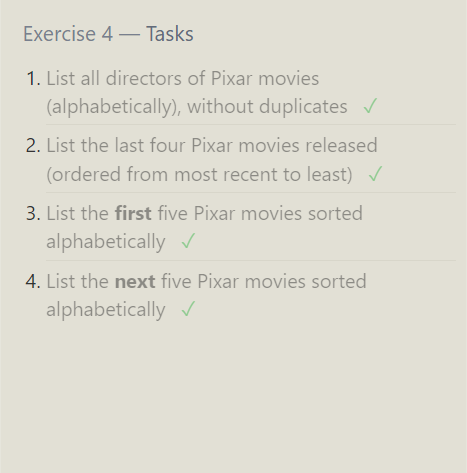 Exercise 4 — Tasks
1. List all directors of Pixar movies
(alphabetically), without duplicates ✓
2. List the last four Pixar movies released
(ordered from most recent to least) ✓
3. List the first five Pixar movies sorted
alphabetically ✓
4. List the next five Pixar movies sorted
alphabetically ✓